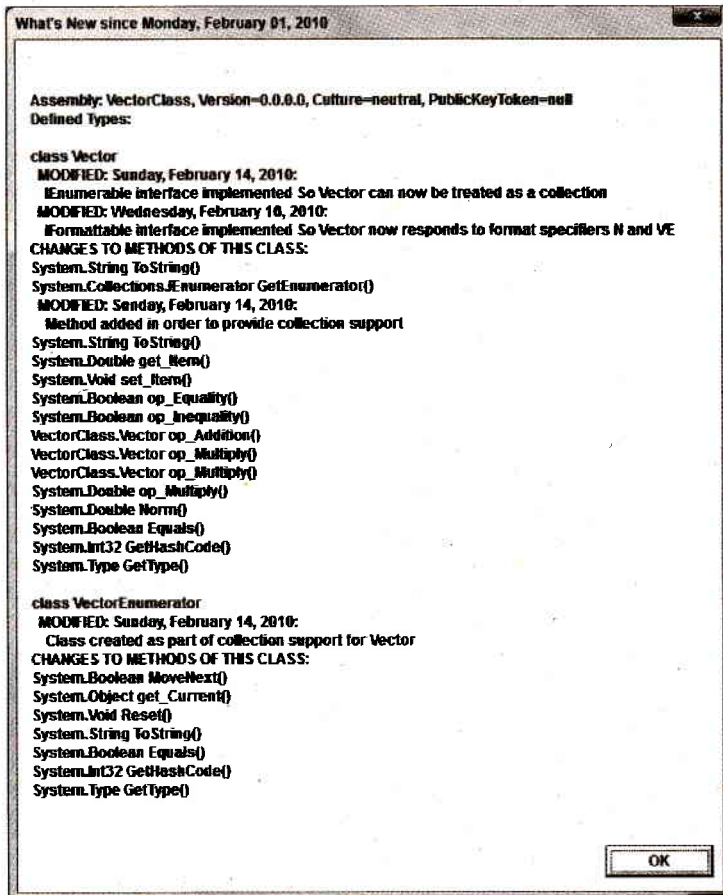 What's New since Monday, February 01, 2010
Assembly: VectorClass, Version=0.0.0.0, Culture=neutral, PublicKeyToken=null
Defined Types:
class Vector
MODIFIED: Sunday, February 14, 2010:
IEnumerable interface implemented So Vector can now be treated as a collection
MODIFIED: Wednesday, February 10, 2010:
IFormattable interface implemented So Vector now responds to format specifiers N and VE
CHANGES TO METHODS OF THIS CLASS:
System.String ToString()
System.Collections.IEnumerator GetEnumerator()
MODIFIED: Sunday, February 14, 2010:
Method added in order to provide collection support
System.String ToString()
System.Double get_Item()
System.Void set_Item()
System.Boolean op_Equality()
System.Boolean op_Inequality()
VectorClass.Vector op_Addition()
VectorClass.Vector op_Multiply()
VectorClass.Vector op_Multiply()
System.Double op_Multiply()
System.Double Norm()
System.Boolean Equals()
System.Int32 GetHashCode()
System.Type GetType()
class VectorEnumerator
MODIFIED: Sunday, February 14, 2010:
Class created as part of collection support for Vector
CHANGES TO METHODS OF THIS CLASS:
System.Boolean MoveNext()
System.Object get_Current()
System.Void Reset()
System.String ToString()
System.Boolean Equals()
System.Int32 GetHashCode()
System.Type GetType()
OK